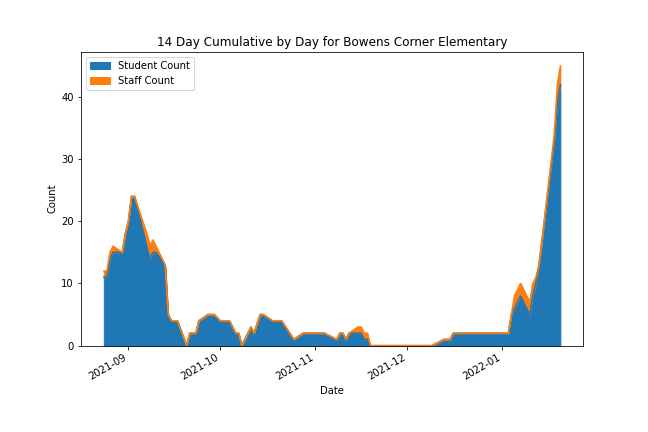 14 Day Cumulative by Day for Bowens Corner Elementary
Student Count
Staff Count
40
30
20
10
0
Count
2021-09
2021-10
2021-11
2021-12
2022-01
Date